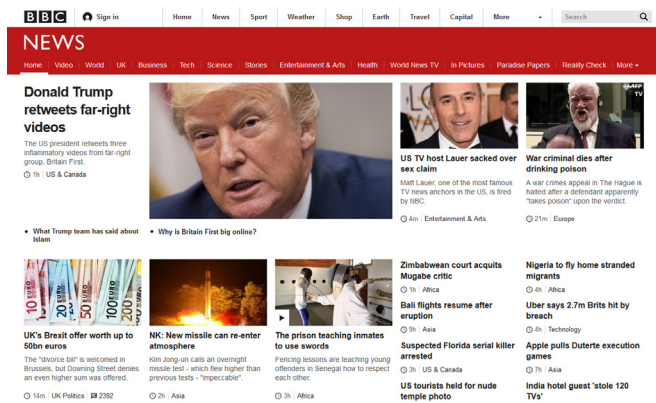 BBC Sign in Home News Sport Weather Shop Earth Travel Capital More Search
NEWS
Home Video World UK Business Tech Science Stories Entertainment & Arts Health World News TV In Pictures Paradise Papers Reality Check More
Donald Trump
retweets far-right
videos
The US president retweets three
inflammatory videos from far-right
group, Britain First.
1h US & Canada
What Trump team has said about
Islam
Why is Britain First big online?
US TV host Lauer sacked over
sex claim
Matt Lauer, one of the most famous
TV news anchors in the US, is fired
by NBC.
4m Entertainment & Arts
AFP
TV
War criminal dies after
drinking poison
A war crimes appeal in The Hague is
halted after a defendant apparently
"takes poison" upon the verdict.
21m Europe
UK's Brexit offer worth up to
50bn euros
The "divorce bill" is welcomed in
Brussels, but Downing Street denies
an even higher sum was offered.
14m UK Politics 2392
NK: New missile can re-enter
atmosphere
Kim Jong-un calls an overnight
missile test - which flew higher than
previous tests - "impeccable".
2h Asia
The prison teaching inmates
to use swords
Fencing lessons are teaching young
offenders in Senegal how to respect
each other.
3h Africa
Zimbabwean court acquits
Mugabe critic
1h Africa
Bali flights resume after
eruption
9h Asia
Suspected Florida serial killer
arrested
3h US & Canada
US tourists held for nude
temple photo
Nigeria to fly home stranded
migrants
4h Africa
Uber says 2.7m Brits hit by
breach
4h Technology
Apple pulls Duterte execution
games
7h Asia
India hotel guest 'stole 120
TVs'